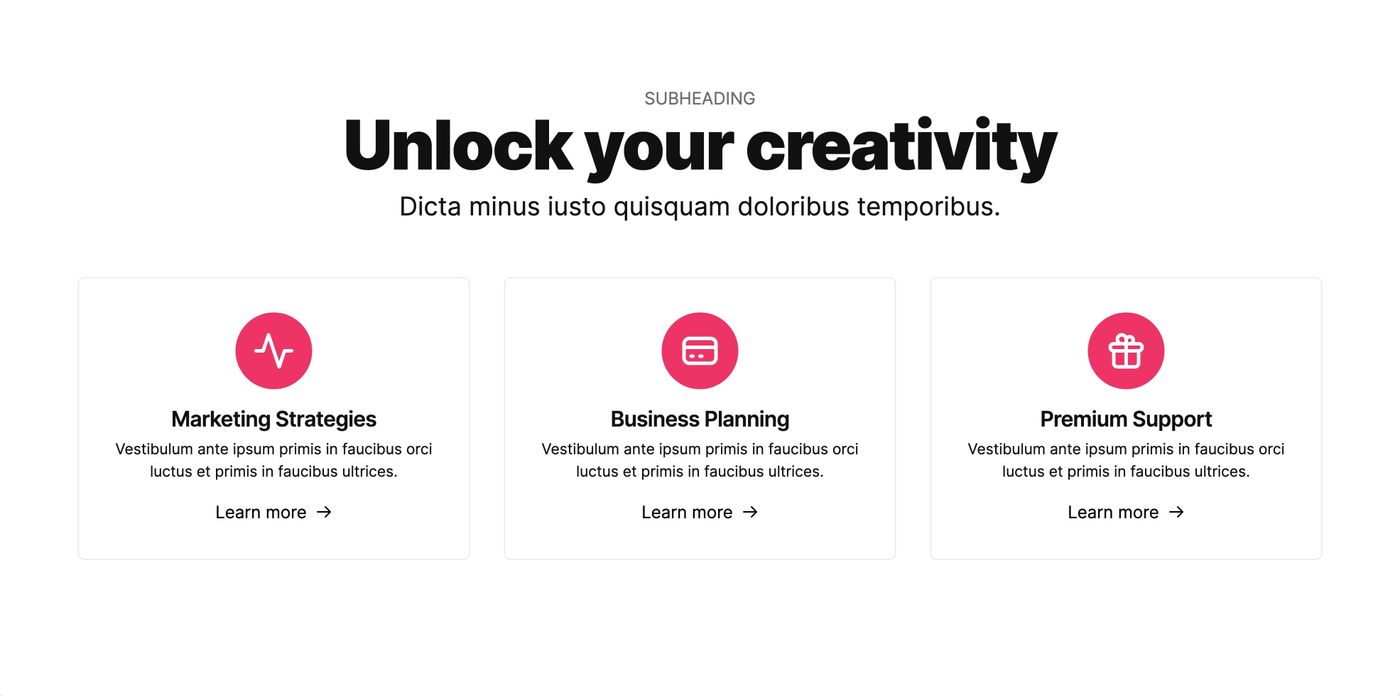 SUBHEADING
Unlock your creativity
Dicta minus iusto quisquam doloribus temporibus.
Marketing Strategies
Vestibulum ante ipsum primis in faucibus orci
luctus et primis in faucibus ultrices.
Learn more →
Business Planning
Vestibulum ante ipsum primis in faucibus orci
luctus et primis in faucibus ultrices.
Learn more →
Premium Support
Vestibulum ante ipsum primis in faucibus orci
luctus et primis in faucibus ultrices.
Learn more →